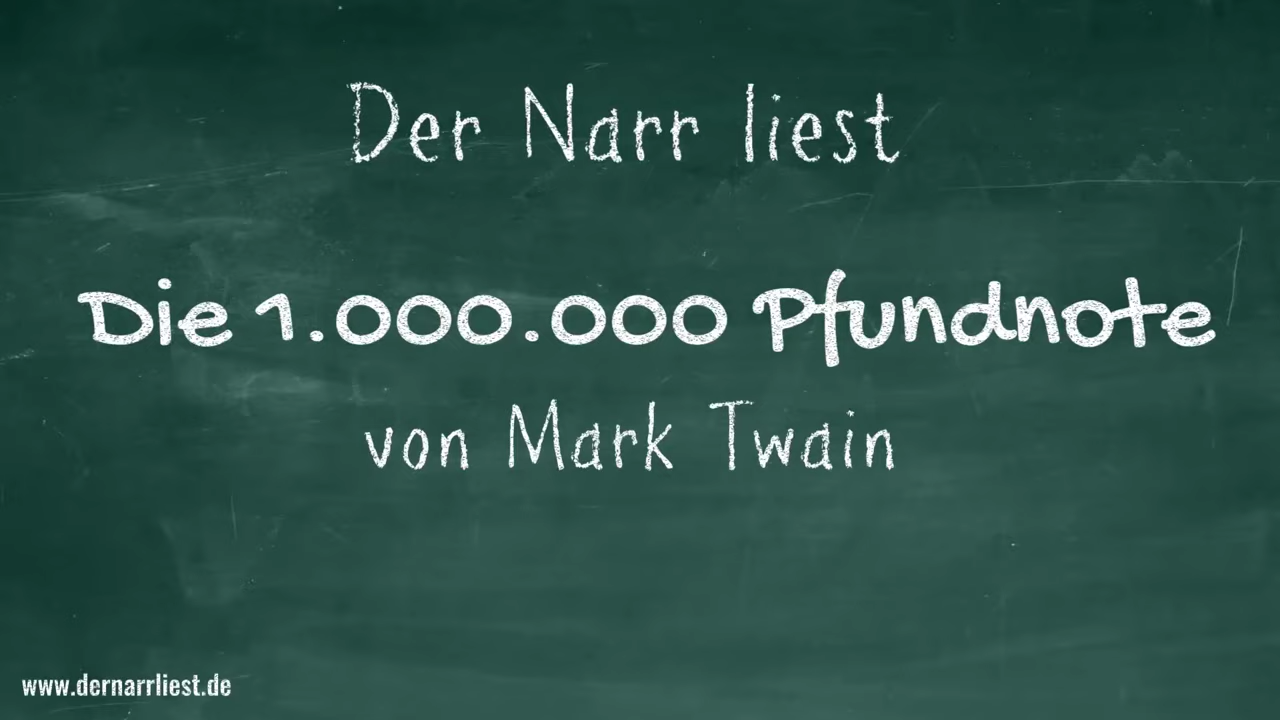 Der Narr liest
Die 1.000.000 Pfundnote
von Mark Twain
www.dernarrliest.de